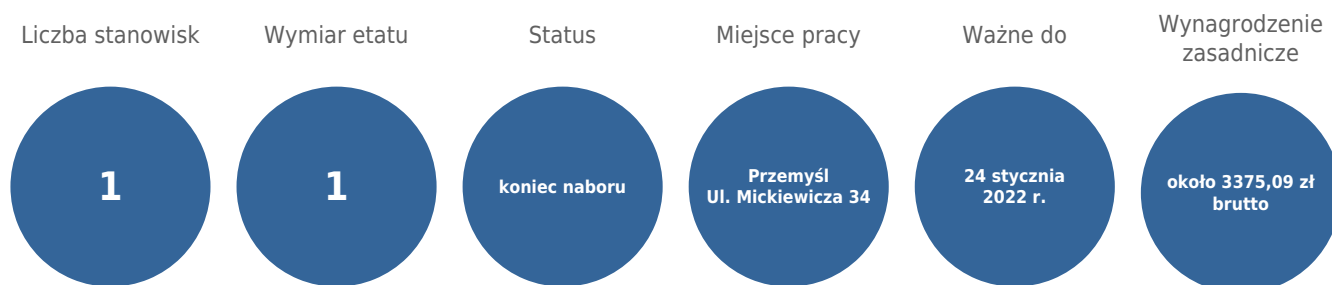 Liczba stanowisk
1
Wymiar etatu
1
Status
koniec naboru
Miejsce pracy
Przemyśl
Ul. Mickiewicza 34
Ważne do
24 stycznia
2022 r.
Wynagrodzenie
zasadnicze
około 3375,09 zł
brutto